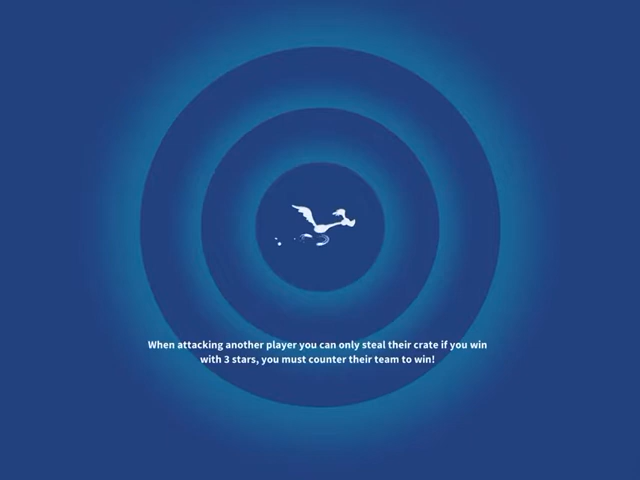 When attacking another player you can only steal their crate if you win
with 3 stars, you must counter their team to win!